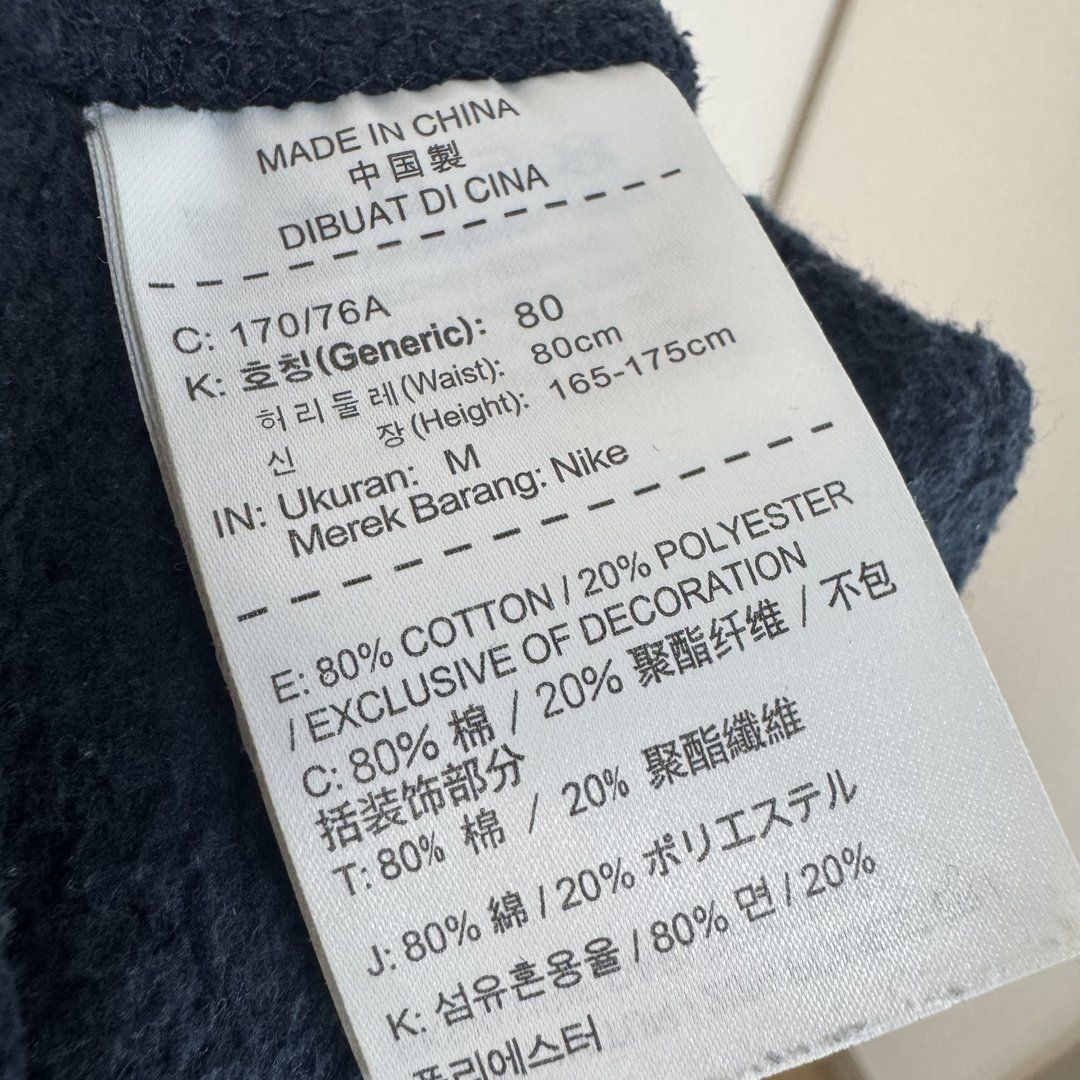 MADE IN CHINA
中国製
DIBUAT DI CINA
C: 170/76A
K: 호칭(Generic): 80
허리둘레(Waist): 80cm
신 장(Height): 165-175cm
IN: Ukuran: M
Merek Barang: Nike
E: 80% COTTON / 20% POLYESTER
/ EXCLUSIVE OF DECORATION
C: 80% 棉 / 20% 聚酯纤维 / 不包
括装饰部分
T: 80% 棉 / 20% 聚酯纖維
J: 80% 綿 / 20% ポリエステル
K: 섬유혼용율 / 80% 면 / 20%
폴리에스터